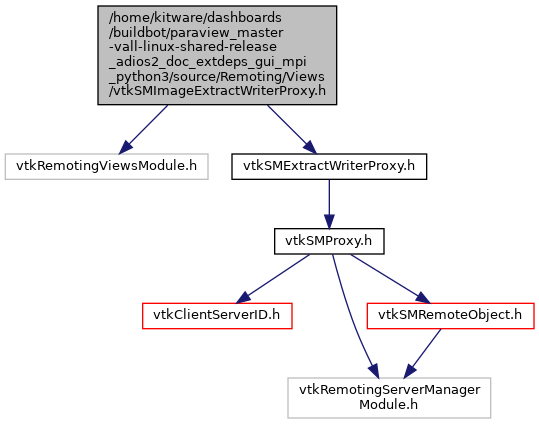 /home/kitware/dashboards
/buildbot/paraview_master
-vall-linux-shared-release
_adios2_doc_extdeps_gui_mpi
_python3/source/Remoting/Views
/vtkSMImageExtractWriterProxy.h
vtkRemotingViewsModule.h
vtkSMExtractWriterProxy.h
vtkSMProxy.h
vtkClientServerID.h
vtkSMRemoteObject.h
vtkRemotingServerManager
Module.h